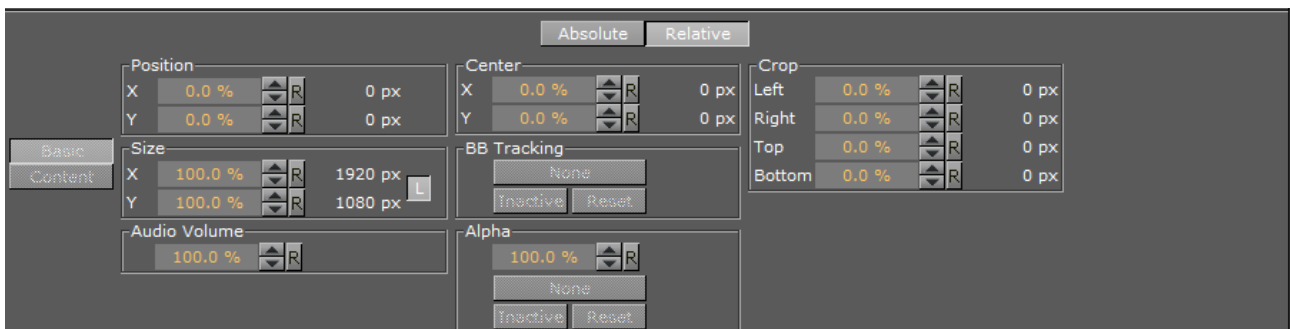 Absolute Relative
Position
X 0.0 % R 0 px
Y 0.0 % R 0 px
Center
X 0.0 % R 0 px
Y 0.0 % R 0 px
Crop
Left 0.0 % R 0 px
Right 0.0 % R 0 px
Top 0.0 % R 0 px
Bottom 0.0 % R 0 px
Basic
Content
Size
X 100.0 % R 1920 px
Y 100.0 % R 1080 px
L
BB Tracking
None
Inactive Reset
Audio Volume
100.0 % R
Alpha
100.0 % R
None
Inactive Reset